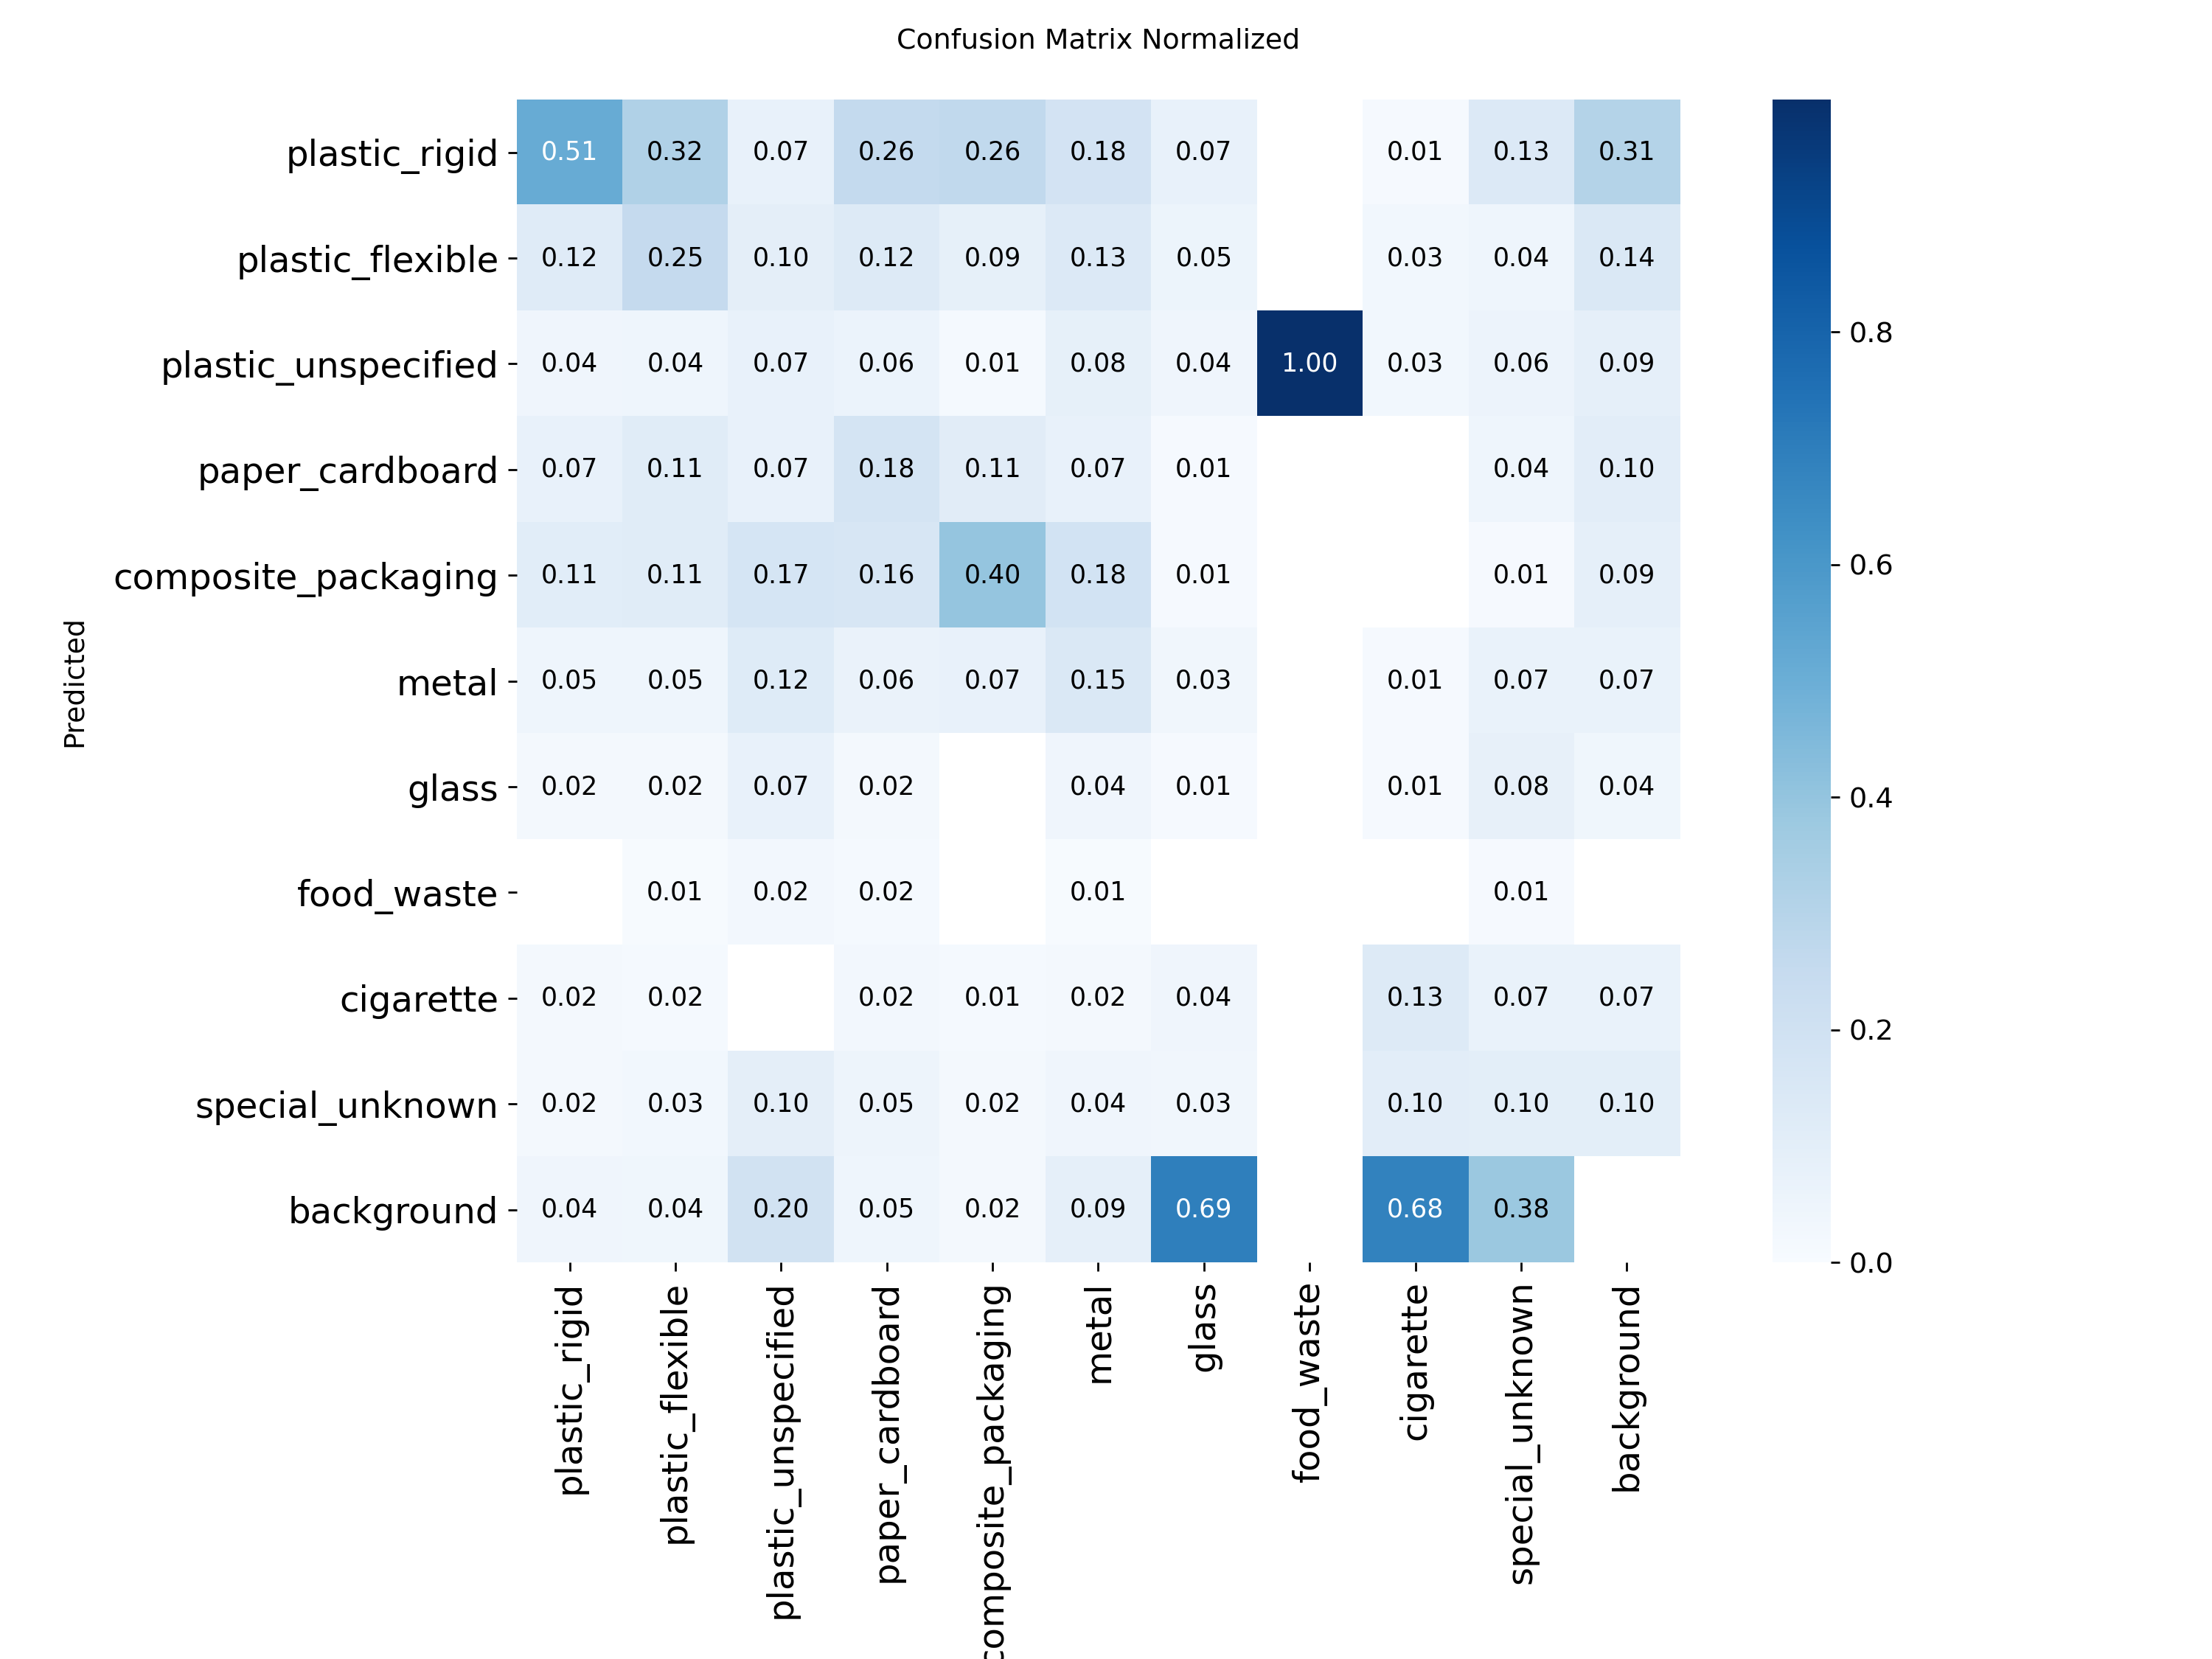 Confusion Matrix Normalized
plastic_rigid 0.51 0.32 0.07 0.26 0.26 0.18 0.07 0.01 0.13 0.31
plastic_flexible 0.12 0.25 0.10 0.12 0.09 0.13 0.05 0.03 0.04 0.14
plastic_unspecified 0.04 0.04 0.07 0.06 0.01 0.08 0.04 1.00 0.03 0.06 0.09
paper_cardboard 0.07 0.11 0.07 0.18 0.11 0.07 0.01 0.04 0.10
composite_packaging 0.11 0.11 0.17 0.16 0.40 0.18 0.01 0.01 0.09
metal 0.05 0.05 0.12 0.06 0.07 0.15 0.03 0.01 0.07 0.07
glass 0.02 0.02 0.07 0.02 0.04 0.01 0.01 0.08 0.04
food_waste 0.01 0.02 0.02 0.01 0.01
cigarette 0.02 0.02 0.02 0.01 0.02 0.04 0.13 0.07 0.07
special_unknown 0.02 0.03 0.10 0.05 0.02 0.04 0.03 0.10 0.10 0.10
background 0.04 0.04 0.20 0.05 0.02 0.09 0.69 0.68 0.38
Predicted
plastic_rigid
plastic_flexible
plastic_unspecified
paper_cardboard
composite_packaging
metal
glass
food_waste
cigarette
special_unknown
background
0.8
0.6
0.4
0.2
0.0